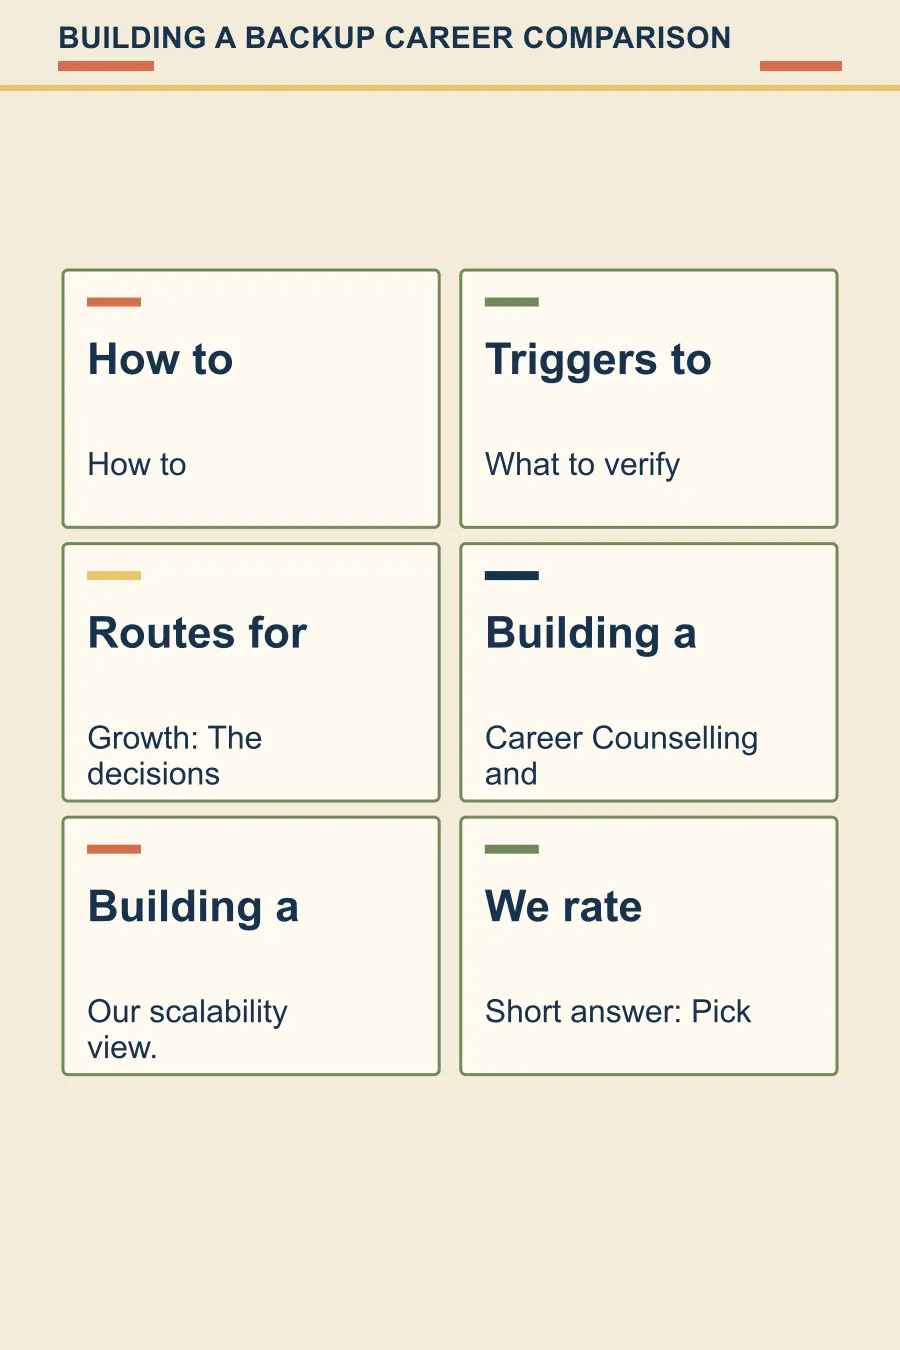 BUILDING A BACKUP CAREER COMPARISON
How to
How to
Triggers to
What to verify
Routes for
Growth: The
decisions
Building a
Career Counselling
and
Building a
Our scalability
view.
We rate
Short answer: Pick